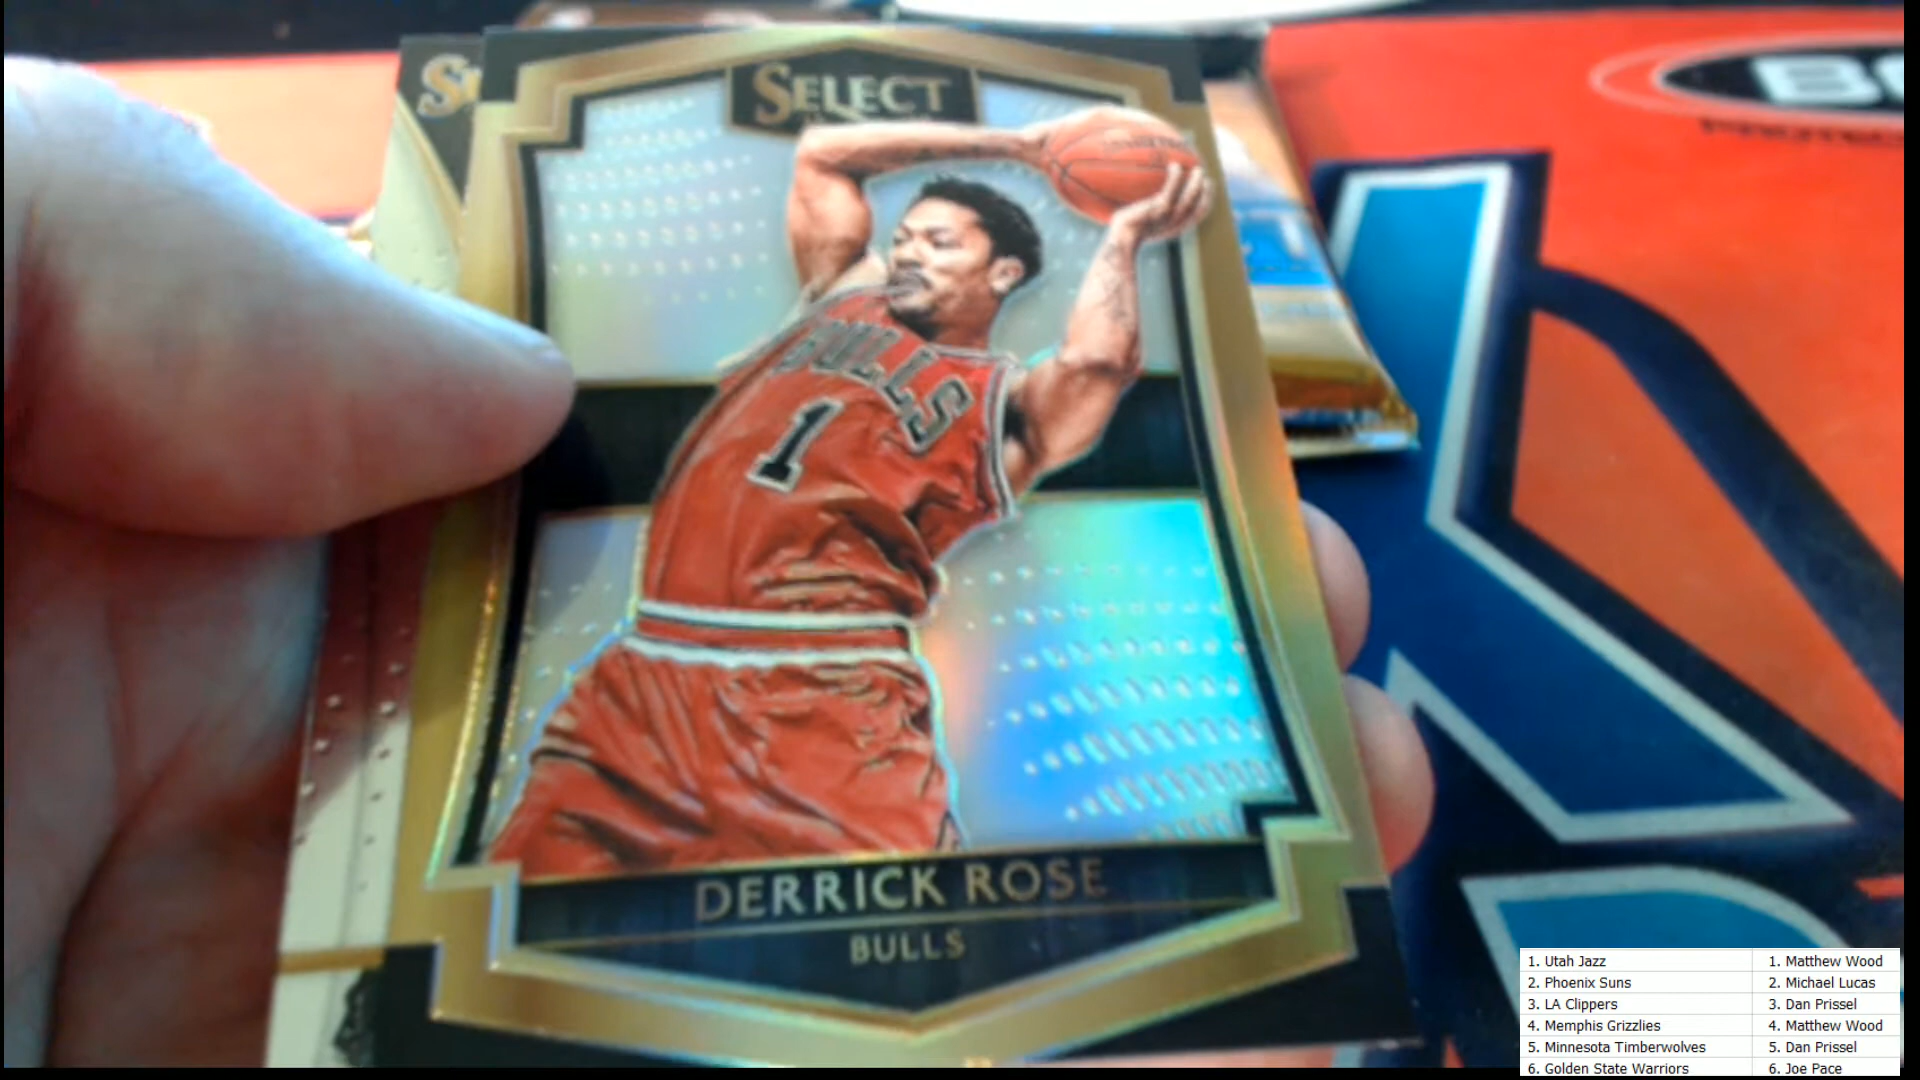 SELECT
BULLS
1
DERRICK ROSE
BULLS
1. Utah Jazz 1. Matthew Wood
2. Phoenix Suns 2. Michael Lucas
3. LA Clippers 3. Dan Prissel
4. Memphis Grizzlies 4. Matthew Wood
5. Minnesota Timberwolves 5. Dan Prissel
6. Golden State Warriors 6. Joe Pace